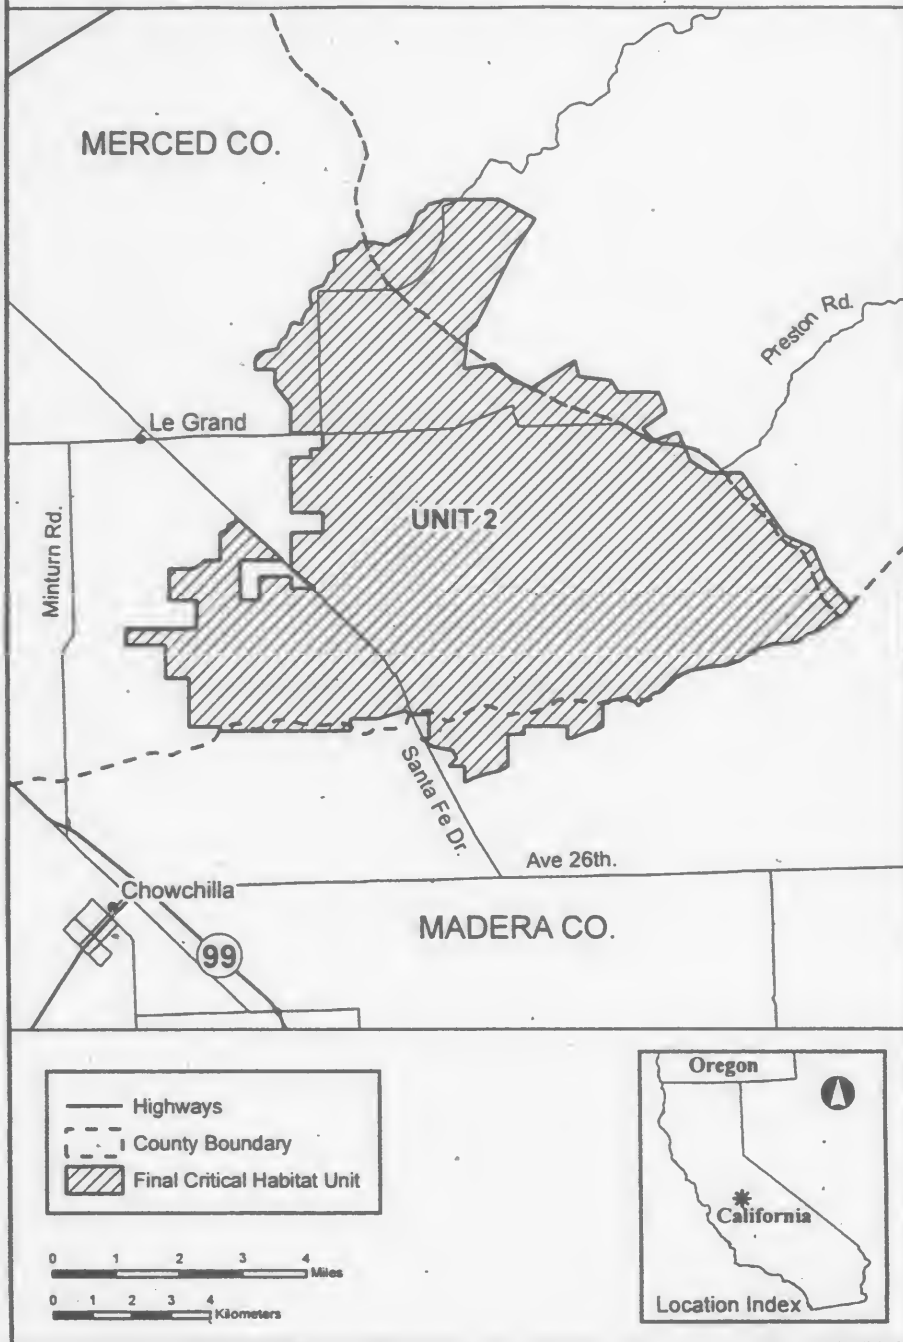 MERCED CO.
Preston Rd.
Le Grand
Minturn Rd.
UNIT 2
Santa Fe Dr.
Ave 26th.
Chowchilla
MADERA CO.
99
Highways
County Boundary
Final Critical Habitat Unit
0 1 2 3 4
Miles
0 1 2 3 4
Kilometers
Oregon
California
Location Index